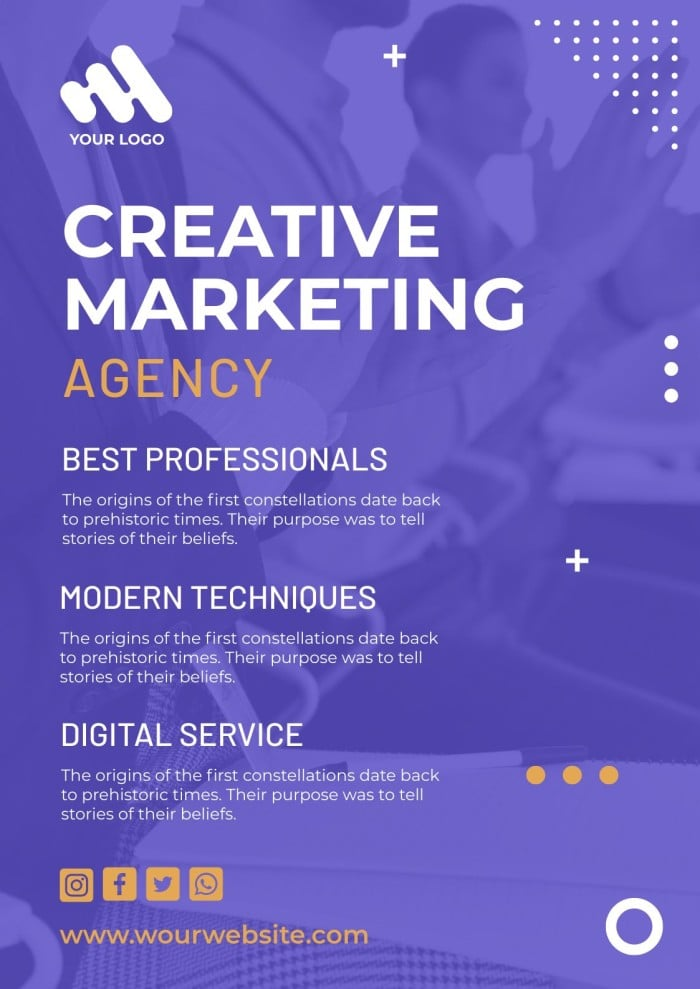 YOUR LOGO
CREATIVE
MARKETING
AGENCY
BEST PROFESSIONALS
The origins of the first constellations date back
to prehistoric times. Their purpose was to tell
stories of their beliefs.
MODERN TECHNIQUES
The origins of the first constellations date back
to prehistoric times. Their purpose was to tell
stories of their beliefs.
DIGITAL SERVICE
The origins of the first constellations date back
to prehistoric times. Their purpose was to tell
stories of their beliefs.
www.wourwebsite.com